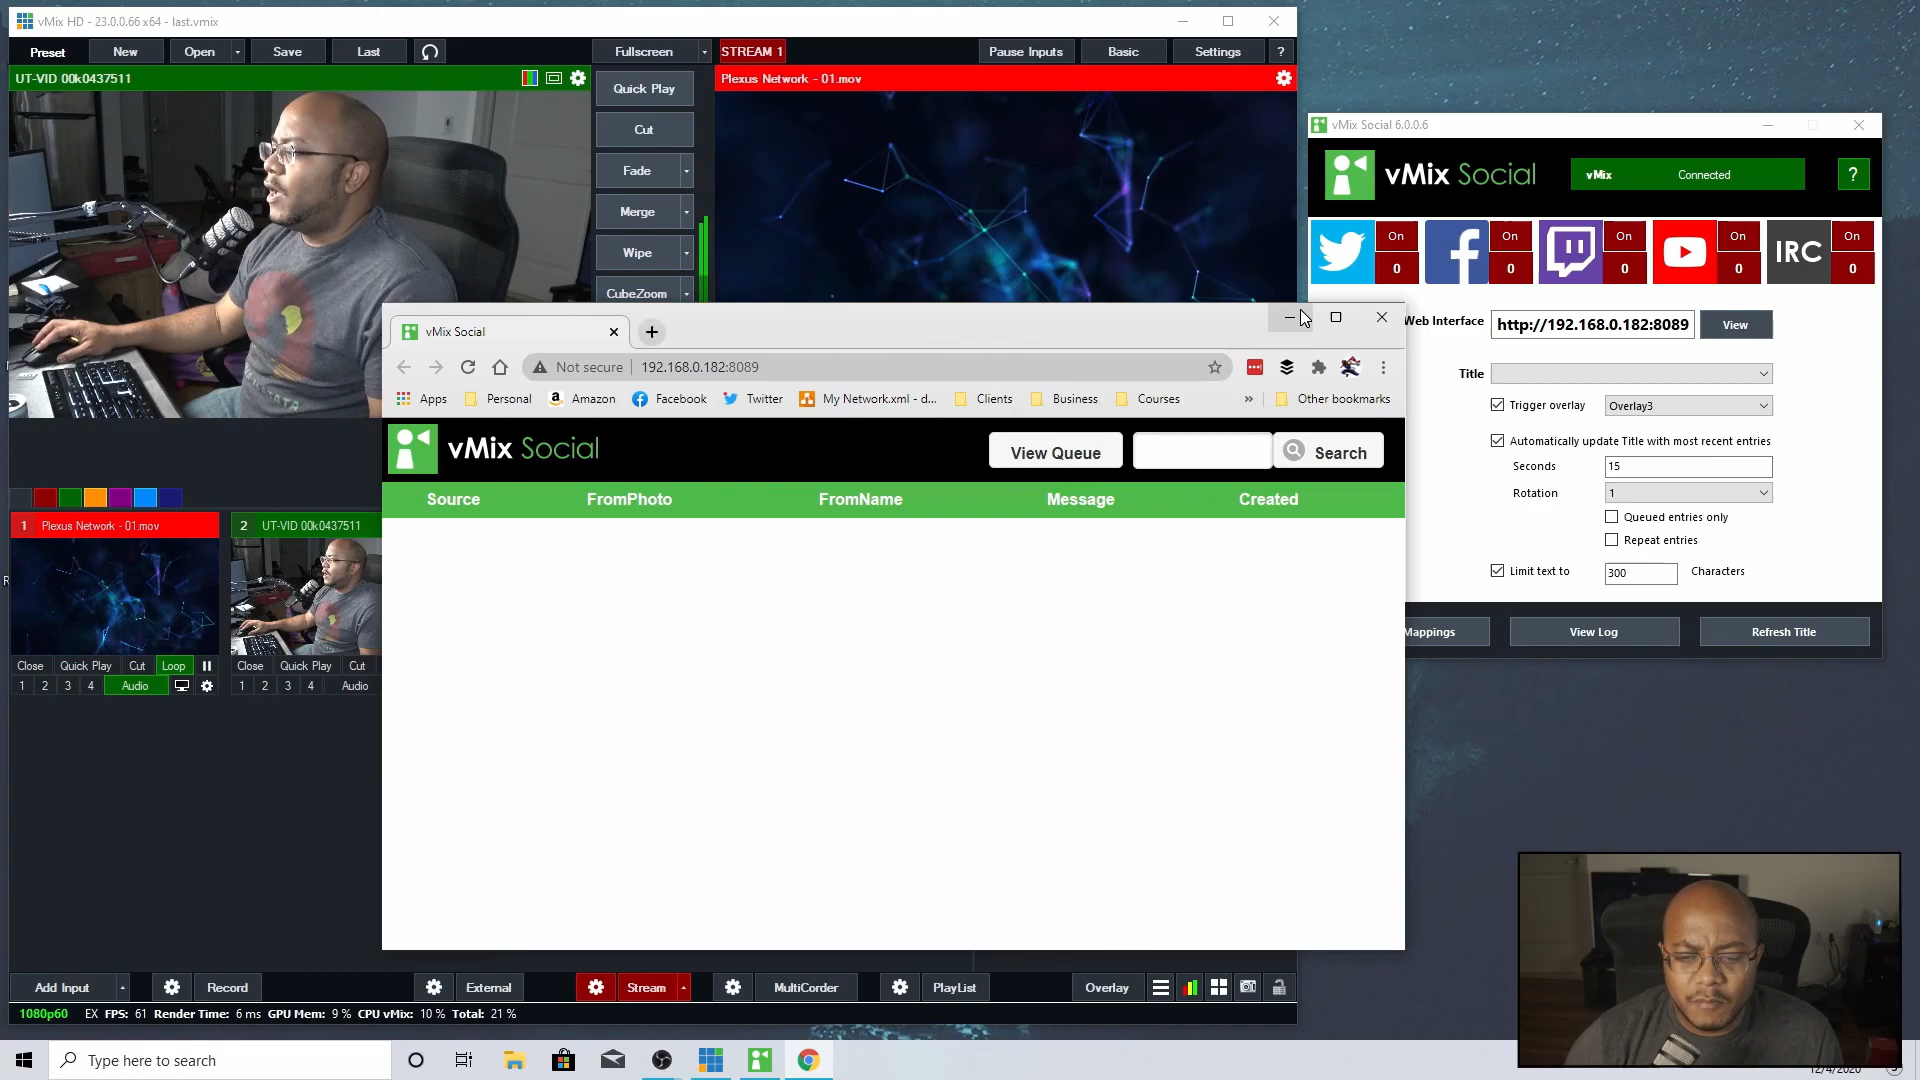 vMix HD - 23.0.0.66 x64 - last.vmix
Preset New Open Save Last Fullscreen STREAM 1 Pause Inputs Basic Settings ?
UT-VID 00k0437511
Quick Play
Cut
Fade
Merge
Wipe
CubeZoom
Plexus Network - 01.mov
vMix Social 6.0.0.6
vMix Social
vMix Connected
?
On On On On On
IRC
0 0 0 0 0
Web Interface http://192.168.0.182:8089 View
Title
Trigger overlay Overlay3
Automatically update Title with most recent entries
Seconds 15
Rotation 1
Queued entries only
Repeat entries
Limit text to 300 Characters
Mappings View Log Refresh Title
vMix Social
Not secure 192.168.0.182:8089
Apps Personal Amazon Facebook Twitter My Network.xml - d... Clients Business Courses » Other bookmarks
vMix Social
View Queue Search
Source FromPhoto FromName Message Created
1 Plexus Network - 01.mov
2 UT-VID 00k0437511
Close Quick Play Cut Loop
1 2 3 4 Audio
Close Quick Play Cut
1 2 3 4 Audio
Add Input Record External Stream MultiCorder PlayList Overlay
1080p60 EX FPS: 61 Render Time: 6 ms GPU Mem: 9 % CPU vMix: 10 % Total: 21 %
Type here to search
12/4/2020